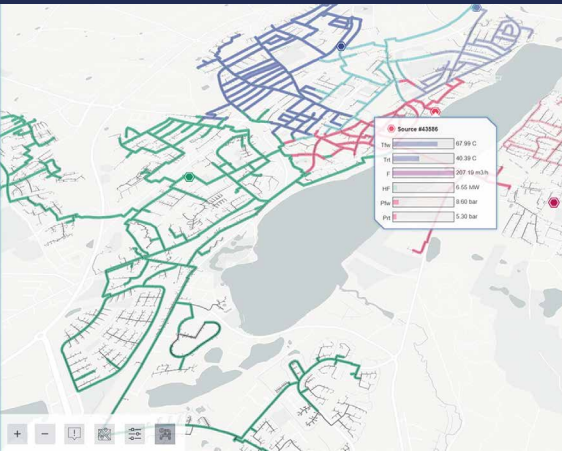 Source #43586
Tfw 67.99 C
Trt 40.39 C
F 267.19 m3/h
HF 6.55 MW
Pfw 9.60 bar
Prt 5.30 bar
+
−